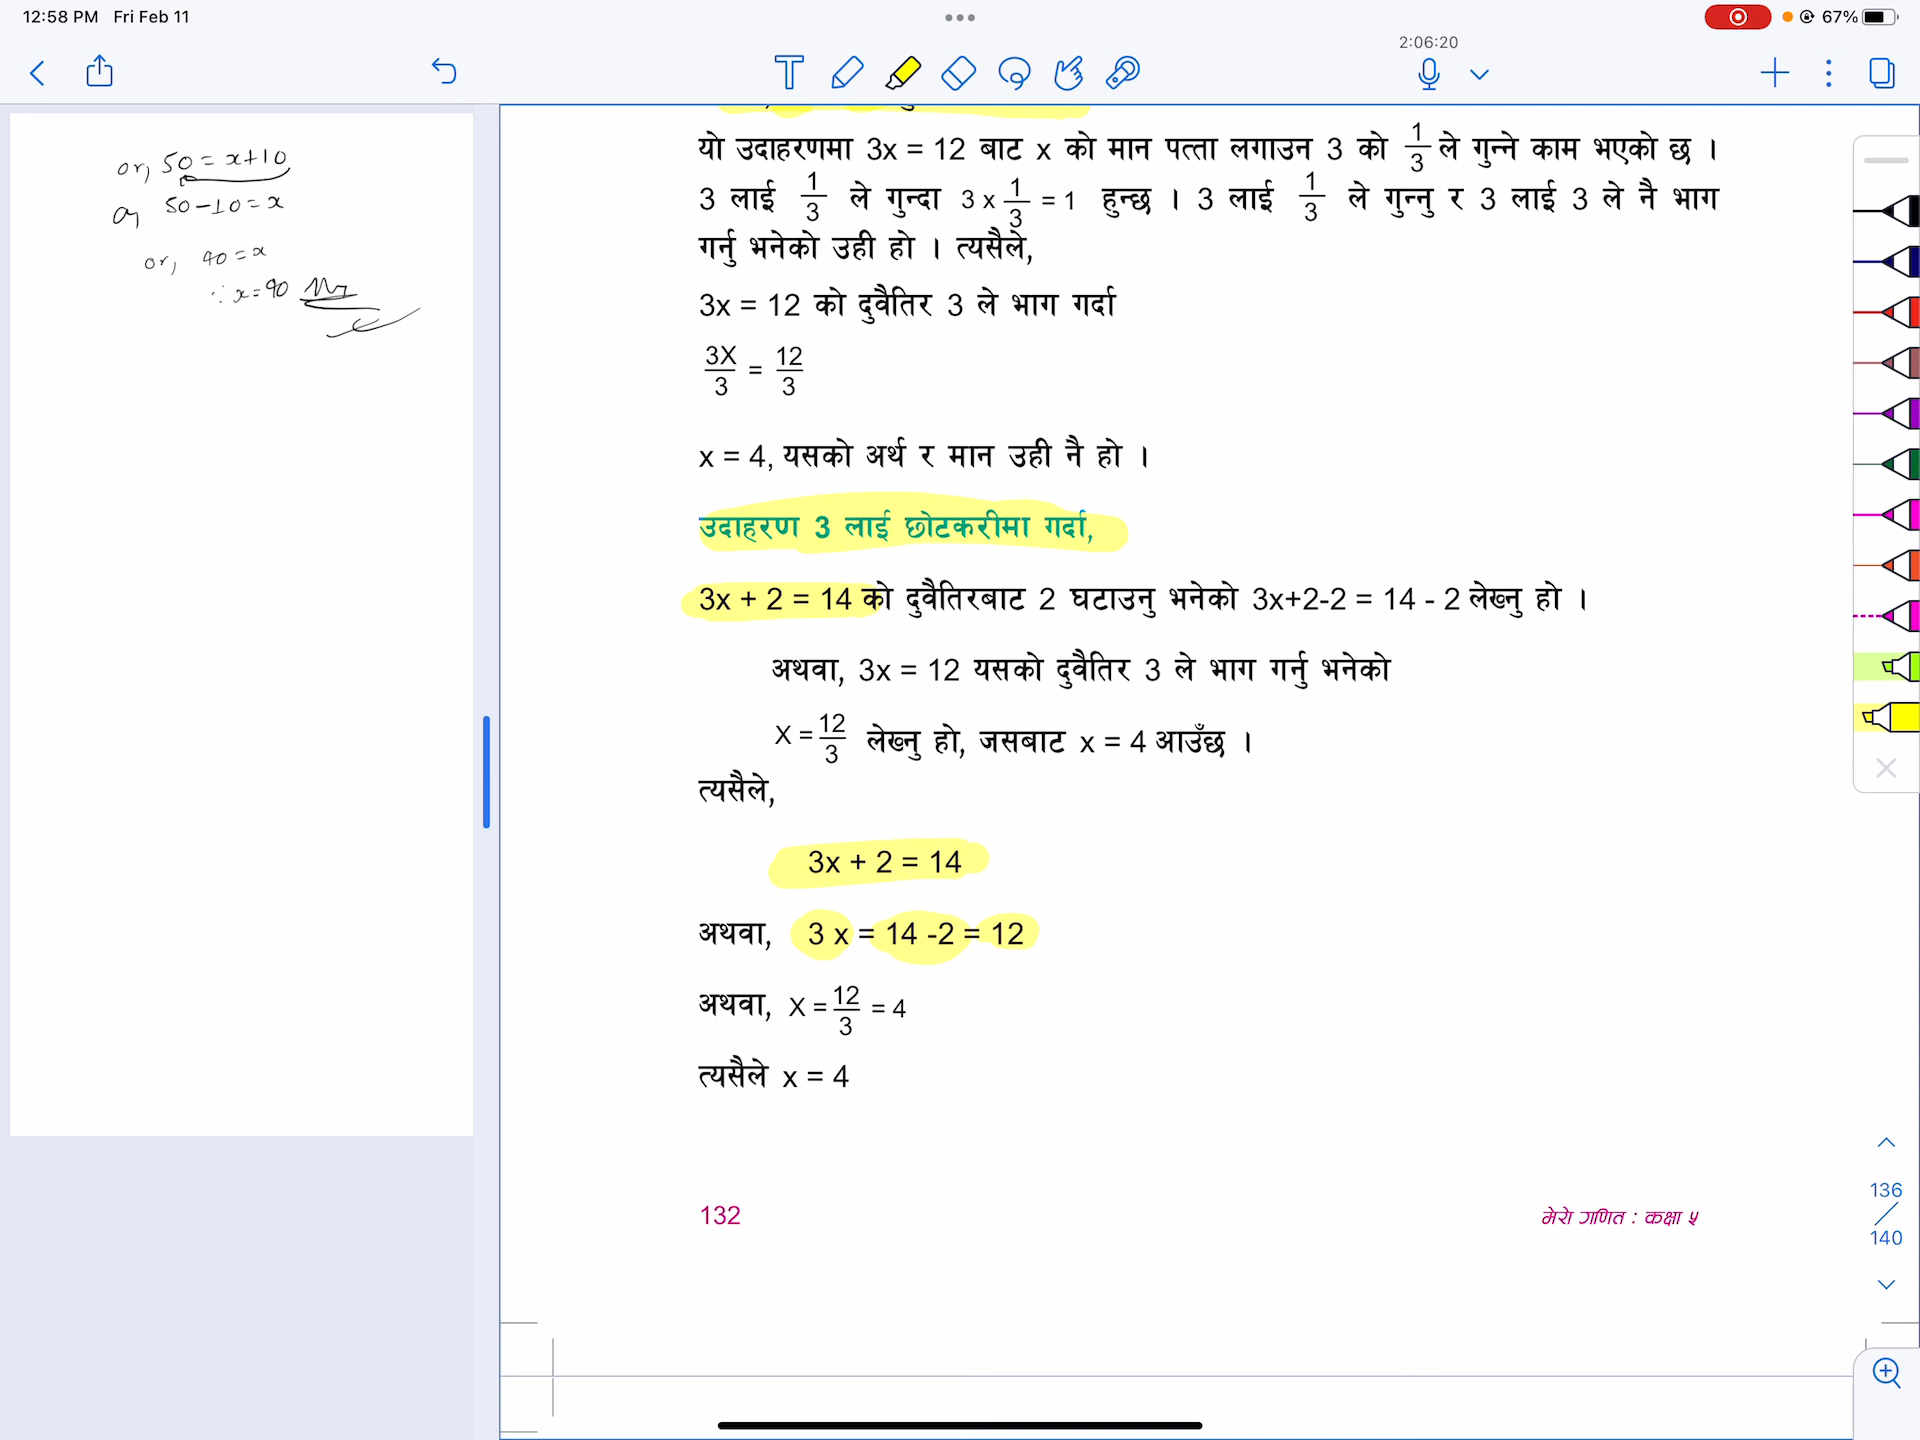 12:58 PM Fri Feb 11
67%
2:06:20
or, 50 = x+10
or, 50-10 = x
or, 40 = x
∴ x = 40
यो उदाहरणमा 3x = 12 बाट x को मान पत्ता लगाउन 3 को 1/3 ले गुन्ने काम भएको छ ।
3 लाई 1/3 ले गुन्दा 3 x 1/3 = 1 हुन्छ । 3 लाई 1/3 ले गुन्नु र 3 लाई 3 ले नै भाग
गर्नु भनेको उही हो । त्यसैले,
3x = 12 को दुवैतिर 3 ले भाग गर्दा
3X/3 = 12/3
x = 4, यसको अर्थ र मान उही नै हो ।
उदाहरण 3 लाई छोटकरीमा गर्दा,
3x + 2 = 14 को दुवैतिरबाट 2 घटाउनु भनेको 3x+2-2 = 14 - 2 लेख्नु हो ।
अथवा, 3x = 12 यसको दुवैतिर 3 ले भाग गर्नु भनेको
X = 12/3 लेख्नु हो, जसबाट x = 4 आउँछ ।
त्यसैले,
3x + 2 = 14
अथवा, 3 x = 14 -2 = 12
अथवा, X = 12/3 = 4
त्यसैले x = 4
132
मेरो गणित : कक्षा ५
136
140